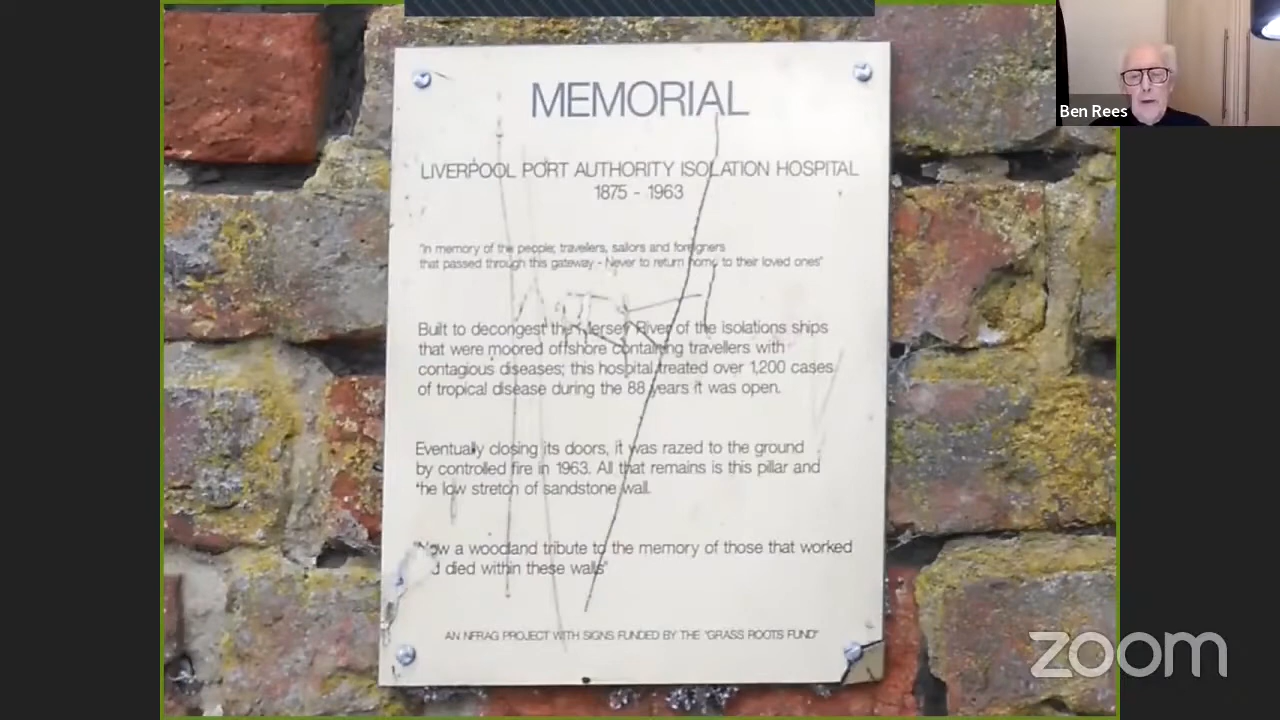 MEMORIAL
LIVERPOOL PORT AUTHORITY ISOLATION HOSPITAL
1875 - 1963
"In memory of the people; travellers, sailors and foreigners
that passed through this gateway - Never to return home to their loved ones"
Built to decongest the Mersey River of the isolations ships
that were moored offshore containing travellers with
contagious diseases; this hospital treated over 1,200 cases
of tropical disease during the 88 years it was open.
Eventually closing its doors, it was razed to the ground
by controlled fire in 1963. All that remains is this pillar and
the low stretch of sandstone wall.
"Now a woodland tribute to the memory of those that worked
died within these walls"
AN NFRAG PROJECT WITH SIGNS FUNDED BY THE "GRASS ROOTS FUND"
Ben Rees
zoom